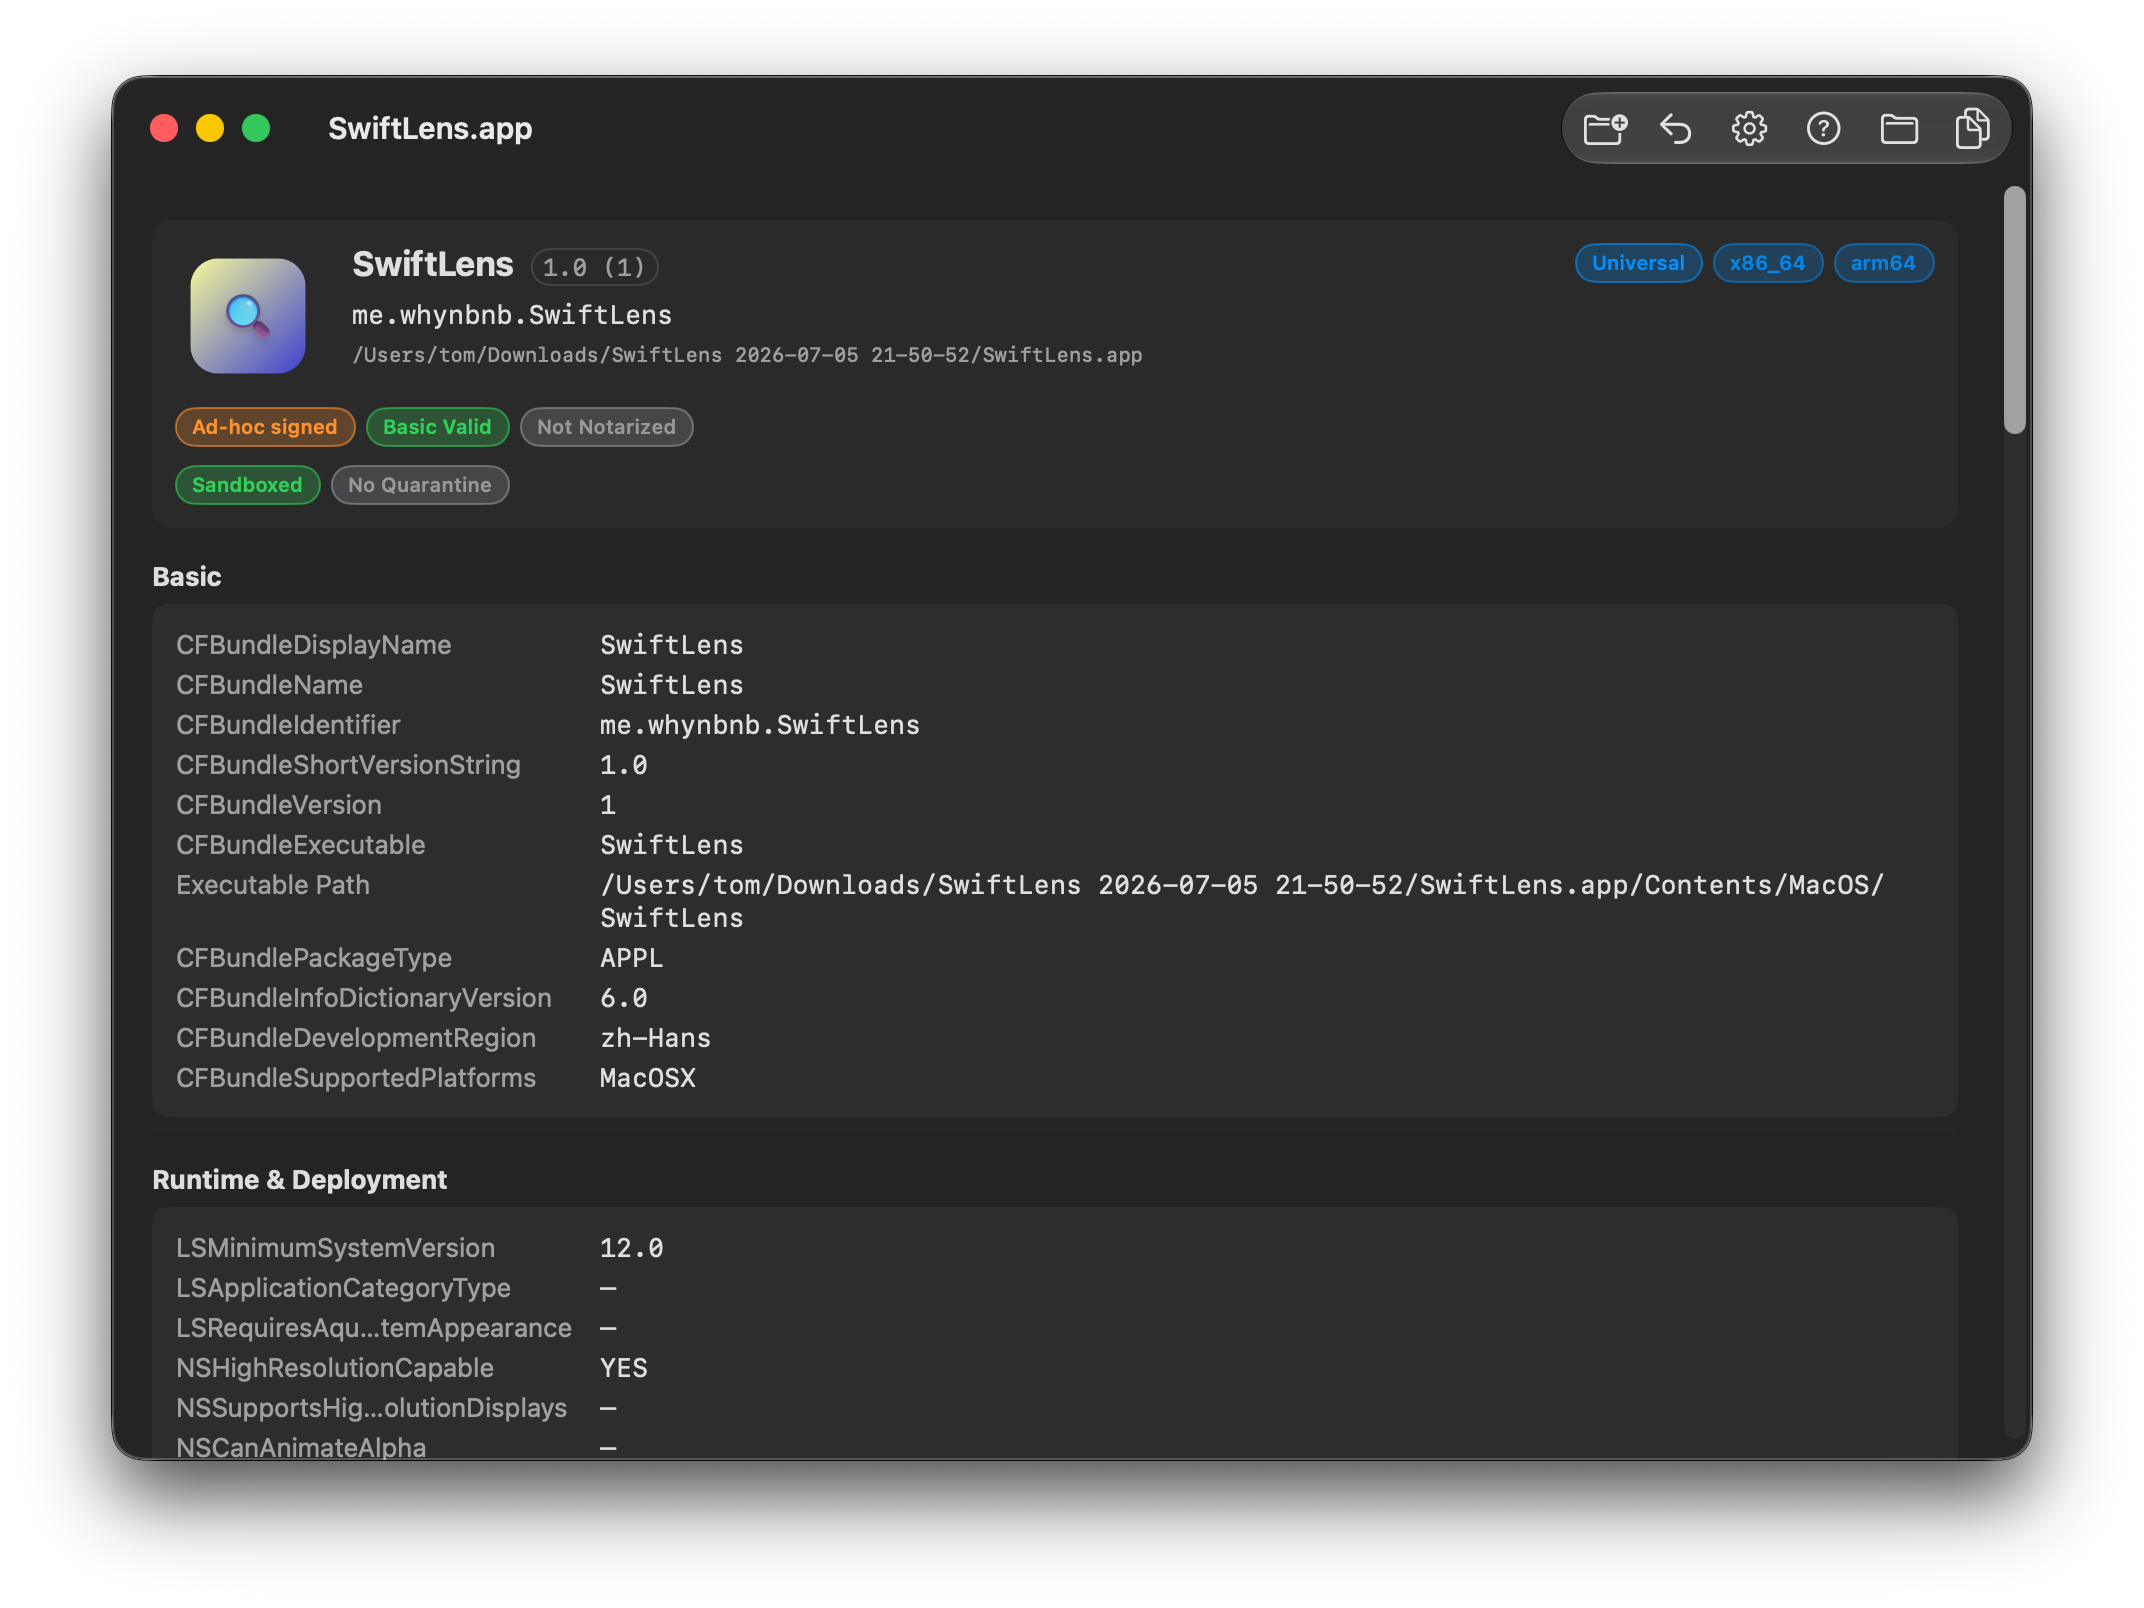 SwiftLens.app
SwiftLens 1.0 (1)
Universal x86_64 arm64
me.whynbnb.SwiftLens
/Users/tom/Downloads/SwiftLens 2026-07-05 21-50-52/SwiftLens.app
Ad-hoc signed Basic Valid Not Notarized
Sandboxed No Quarantine
Basic
CFBundleDisplayName SwiftLens
CFBundleName SwiftLens
CFBundleIdentifier me.whynbnb.SwiftLens
CFBundleShortVersionString 1.0
CFBundleVersion 1
CFBundleExecutable SwiftLens
Executable Path /Users/tom/Downloads/SwiftLens 2026-07-05 21-50-52/SwiftLens.app/Contents/MacOS/
SwiftLens
CFBundlePackageType APPL
CFBundleInfoDictionaryVersion 6.0
CFBundleDevelopmentRegion zh-Hans
CFBundleSupportedPlatforms MacOSX
Runtime & Deployment
LSMinimumSystemVersion 12.0
LSApplicationCategoryType —
LSRequiresAqu...temAppearance —
NSHighResolutionCapable YES
NSSupportsHig...olutionDisplays —
NSCanAnimateAlpha —